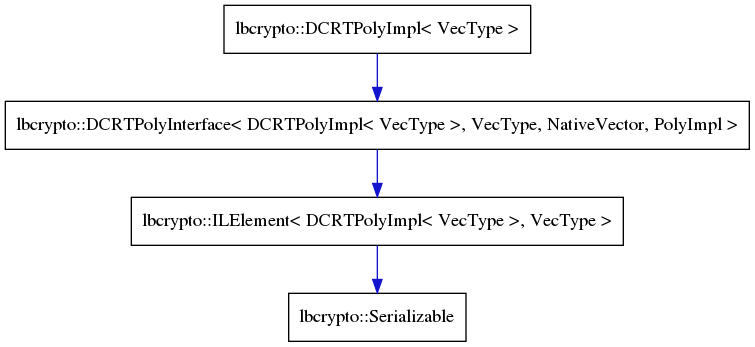 lbcrypto::DCRTPolyImpl< VecType >
lbcrypto::DCRTPolyInterface< DCRTPolyImpl< VecType >, VecType, NativeVector, PolyImpl >
lbcrypto::ILElement< DCRTPolyImpl< VecType >, VecType >
lbcrypto::Serializable